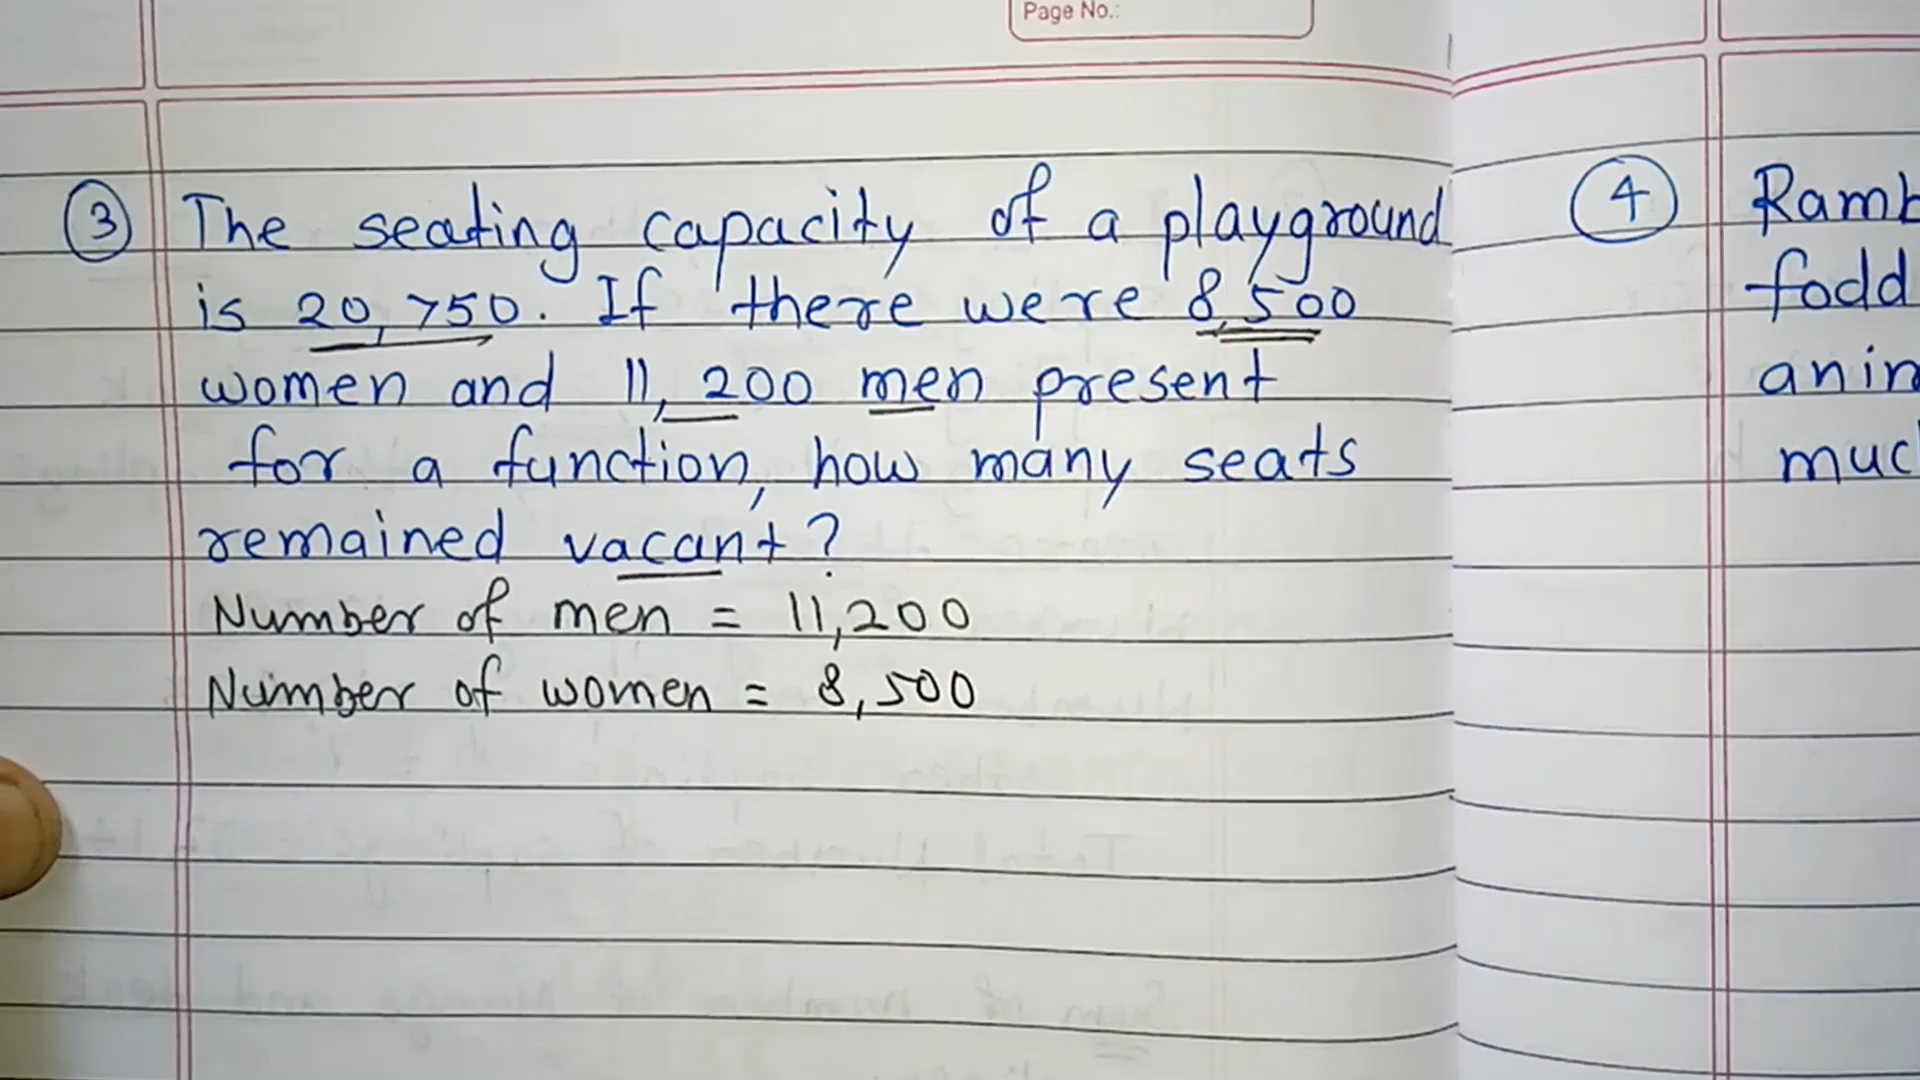 Page No.:
③ The seating capacity of a playground
is 20,750. If there were 8,500
women and 11,200 men present
for a function, how many seats
remained vacant?
Number of men = 11,200
Number of women = 8,500
④